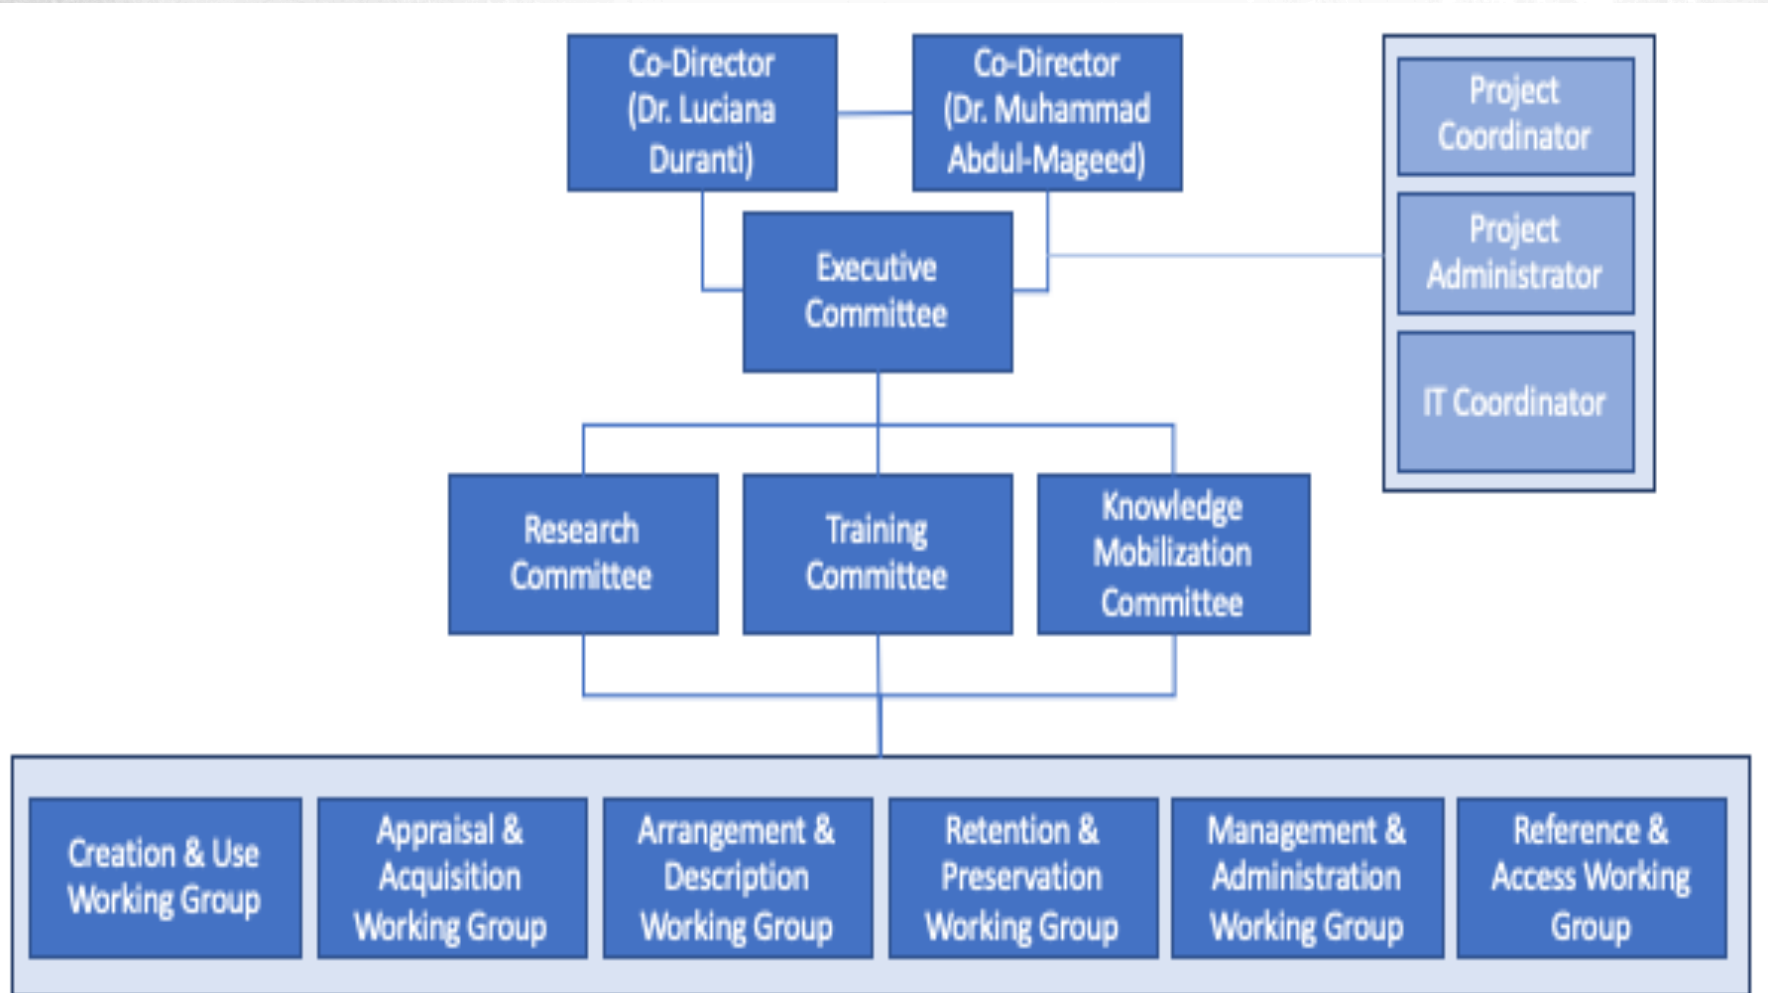 Co-Director
(Dr. Luciana
Duranti)
Co-Director
(Dr. Muhammad
Abdul-Mageed)
Project
Coordinator
Project
Administrator
IT Coordinator
Executive
Committee
Research
Committee
Training
Committee
Knowledge
Mobilization
Committee
Creation & Use
Working Group
Appraisal &
Acquisition
Working Group
Arrangement &
Description
Working Group
Retention &
Preservation
Working Group
Management &
Administration
Working Group
Reference &
Access Working
Group